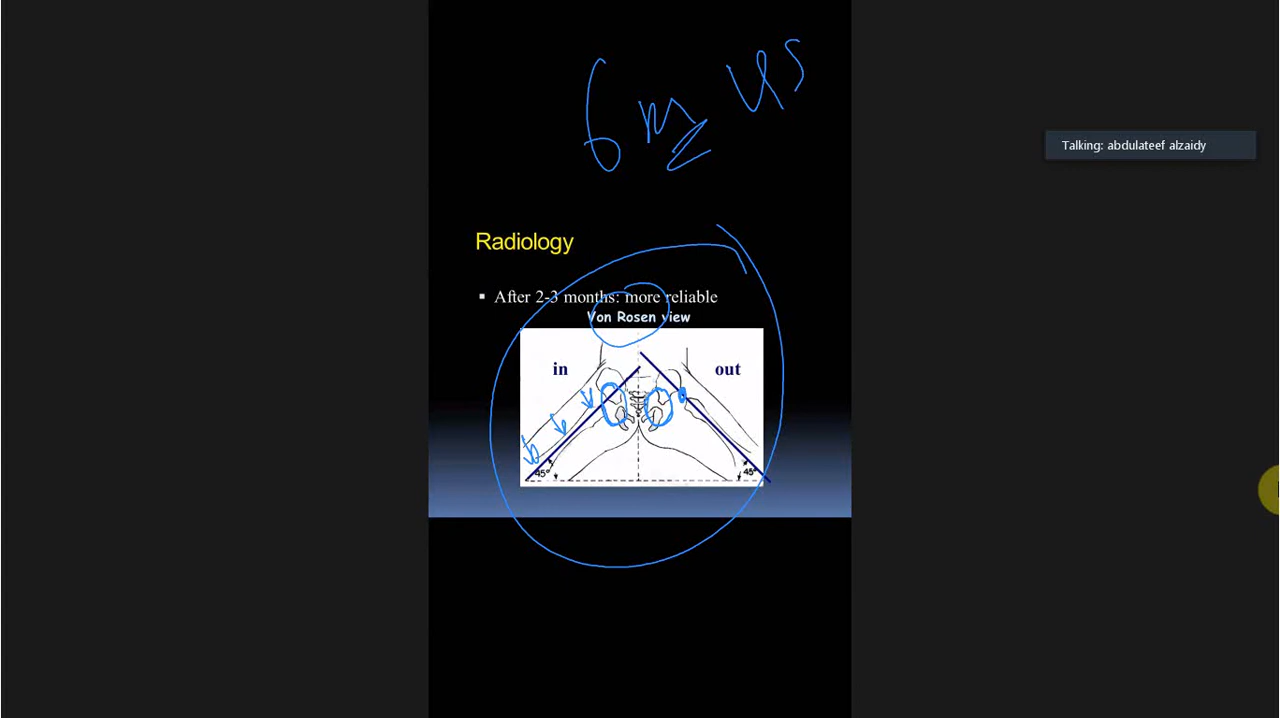 6 m US
Talking: abdulateef alzaidy
Radiology
▪ After 2-3 months: more reliable
Von Rosen view
in out
45° 45°